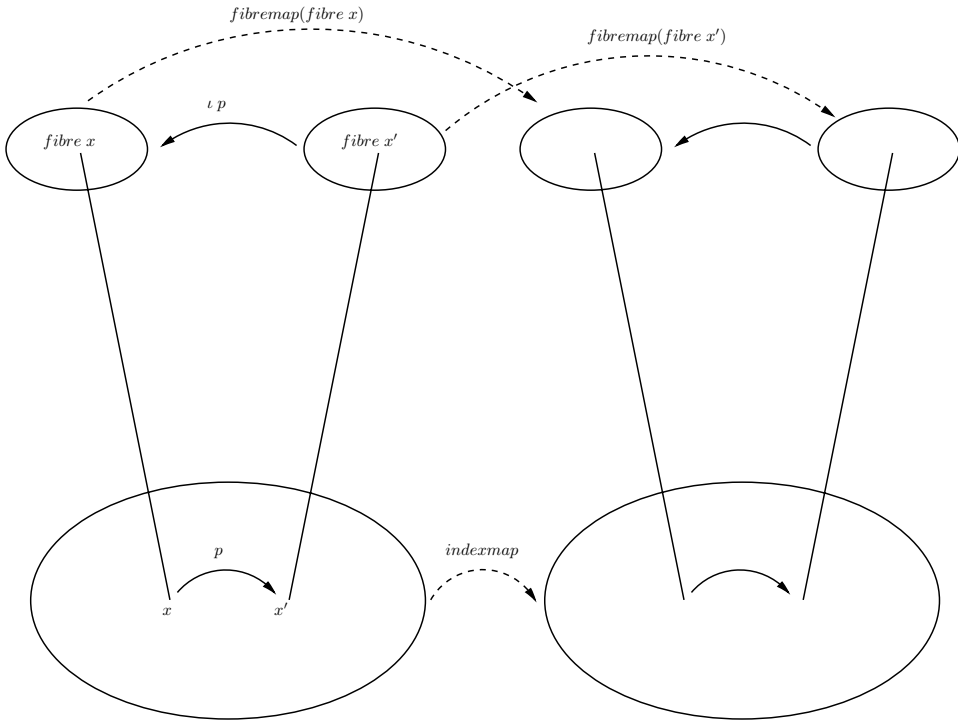 fibremap(fibre x)
fibremap(fibre x′)
ι p
fibre x
fibre x′
p
indexmap
x
x′